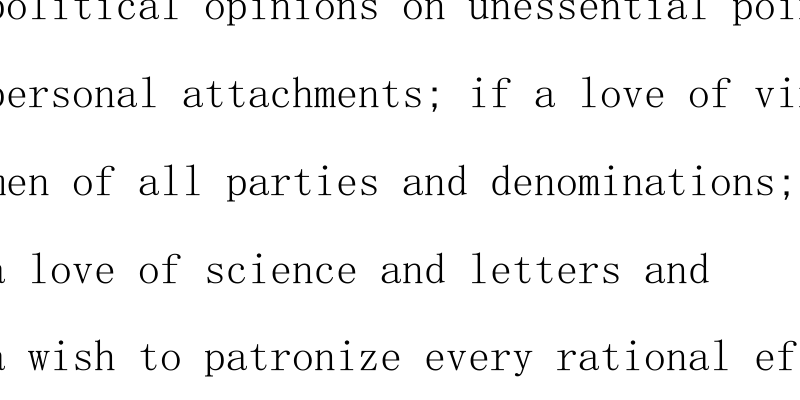 political opinions on unessential poi
personal attachments; if a love of vi
men of all parties and denominations;
a love of science and letters and
a wish to patronize every rational ef